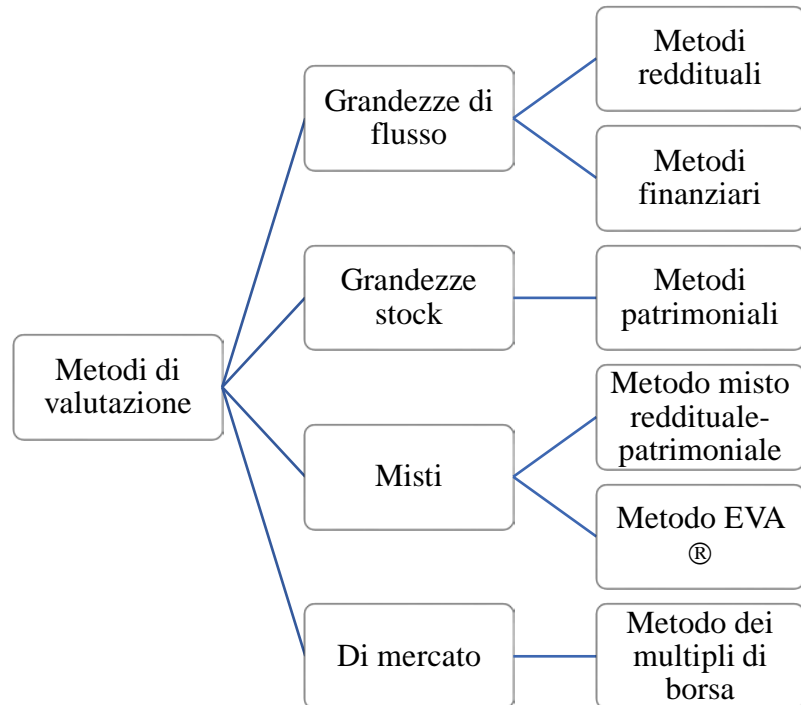 Metodi di
valutazione
Grandezze di
flusso
Metodi
reddituali
Metodi
finanziari
Grandezze
stock
Metodi
patrimoniali
Misti
Metodo misto
reddituale-
patrimoniale
Metodo EVA
®
Di mercato
Metodo dei
multipli di
borsa